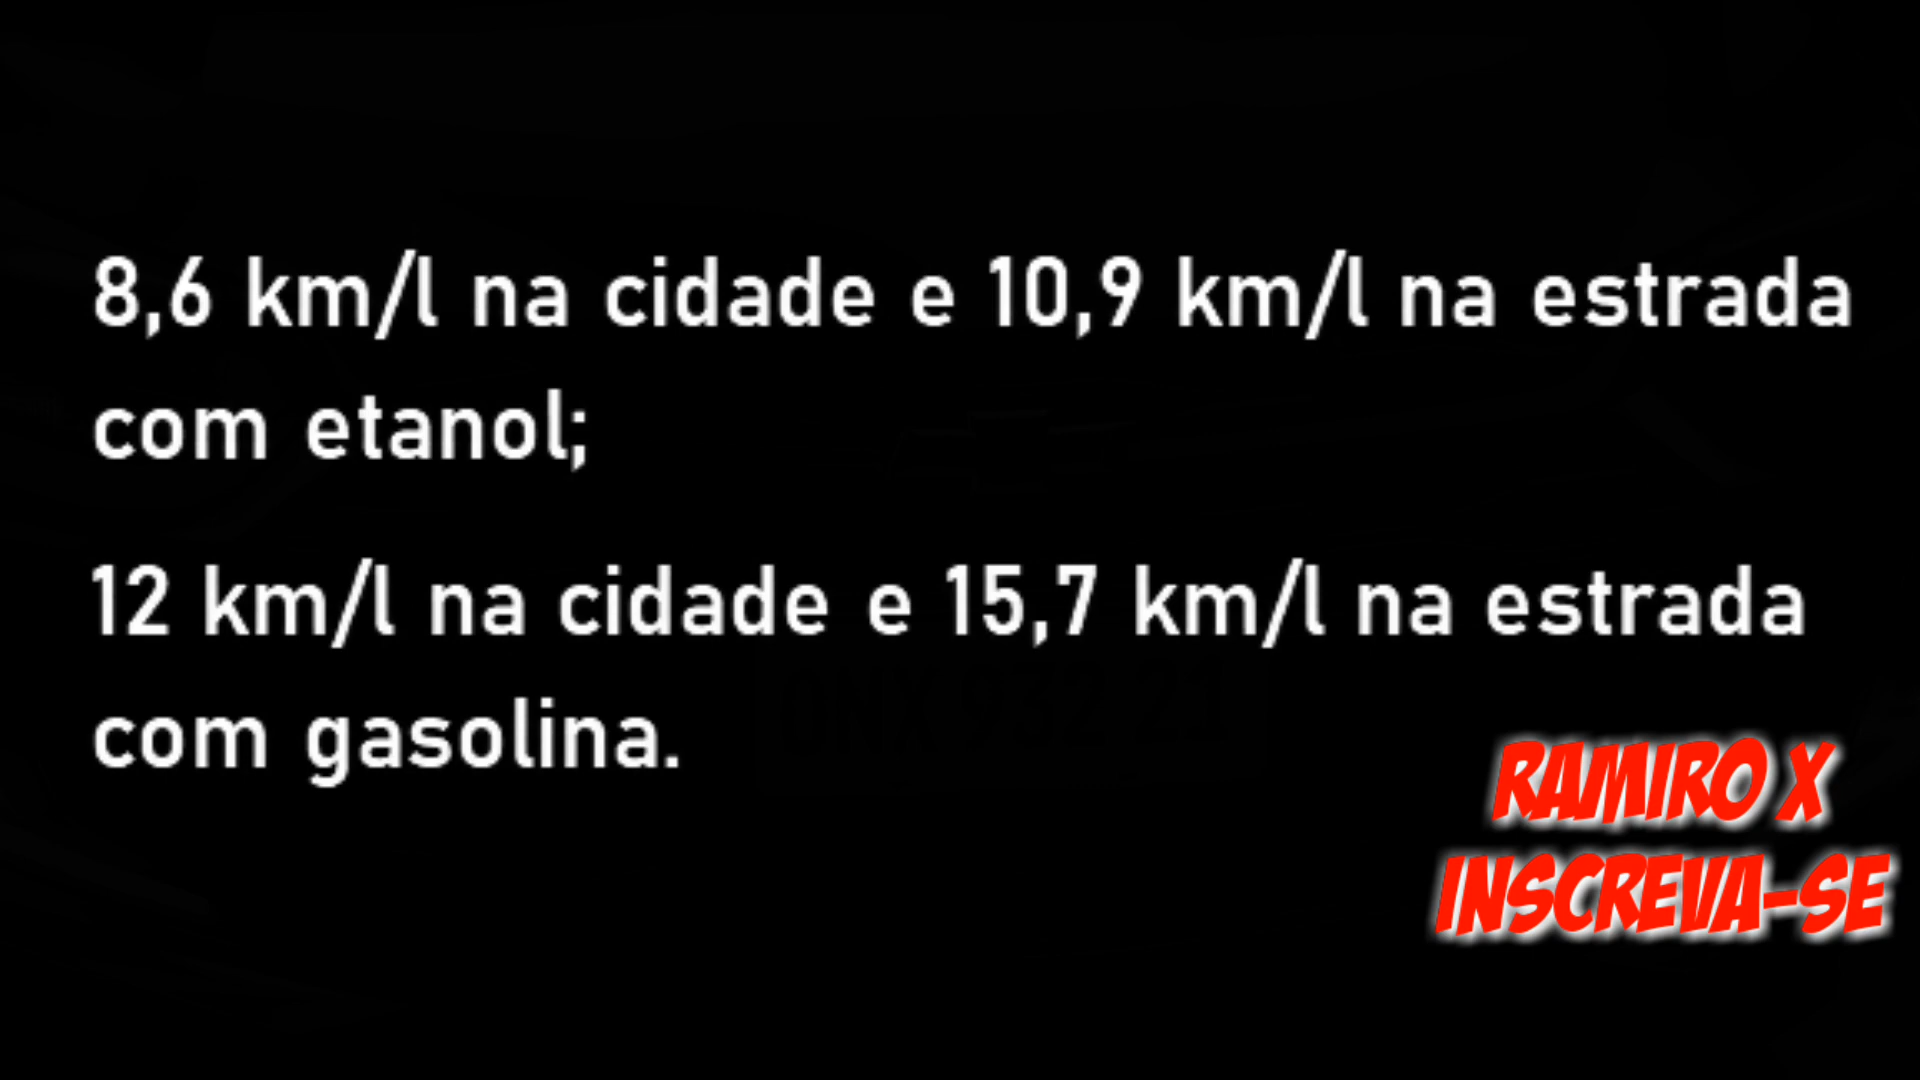 8,6 km/l na cidade e 10,9 km/l na estrada
com etanol;
12 km/l na cidade e 15,7 km/l na estrada
com gasolina.
RAMIRO X
INSCREVA-SE